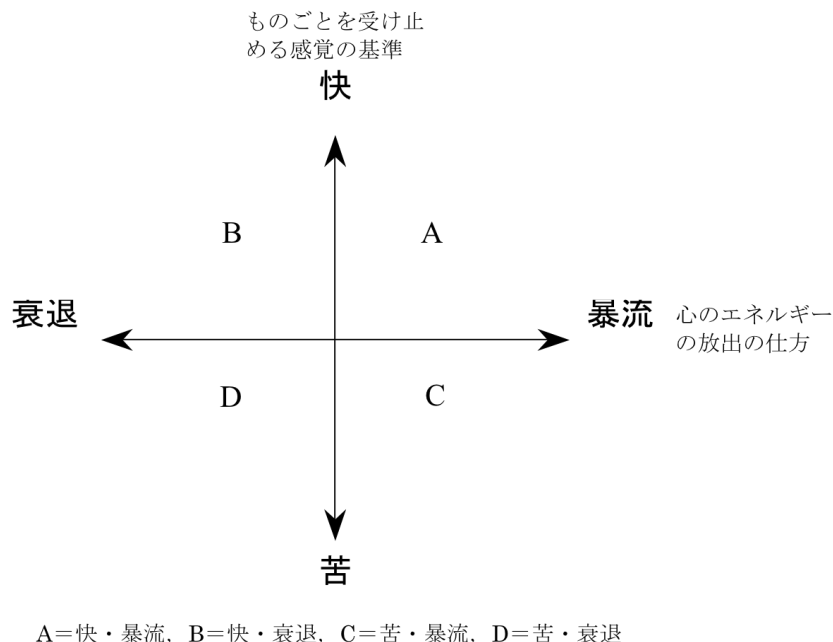 ものごとを受け止
める感覚の基準
快
B
A
衰退
暴流
心のエネルギー
の放出の仕方
D
C
苦
A＝快・暴流，B＝快・衰退，C＝苦・暴流，D＝苦・衰退